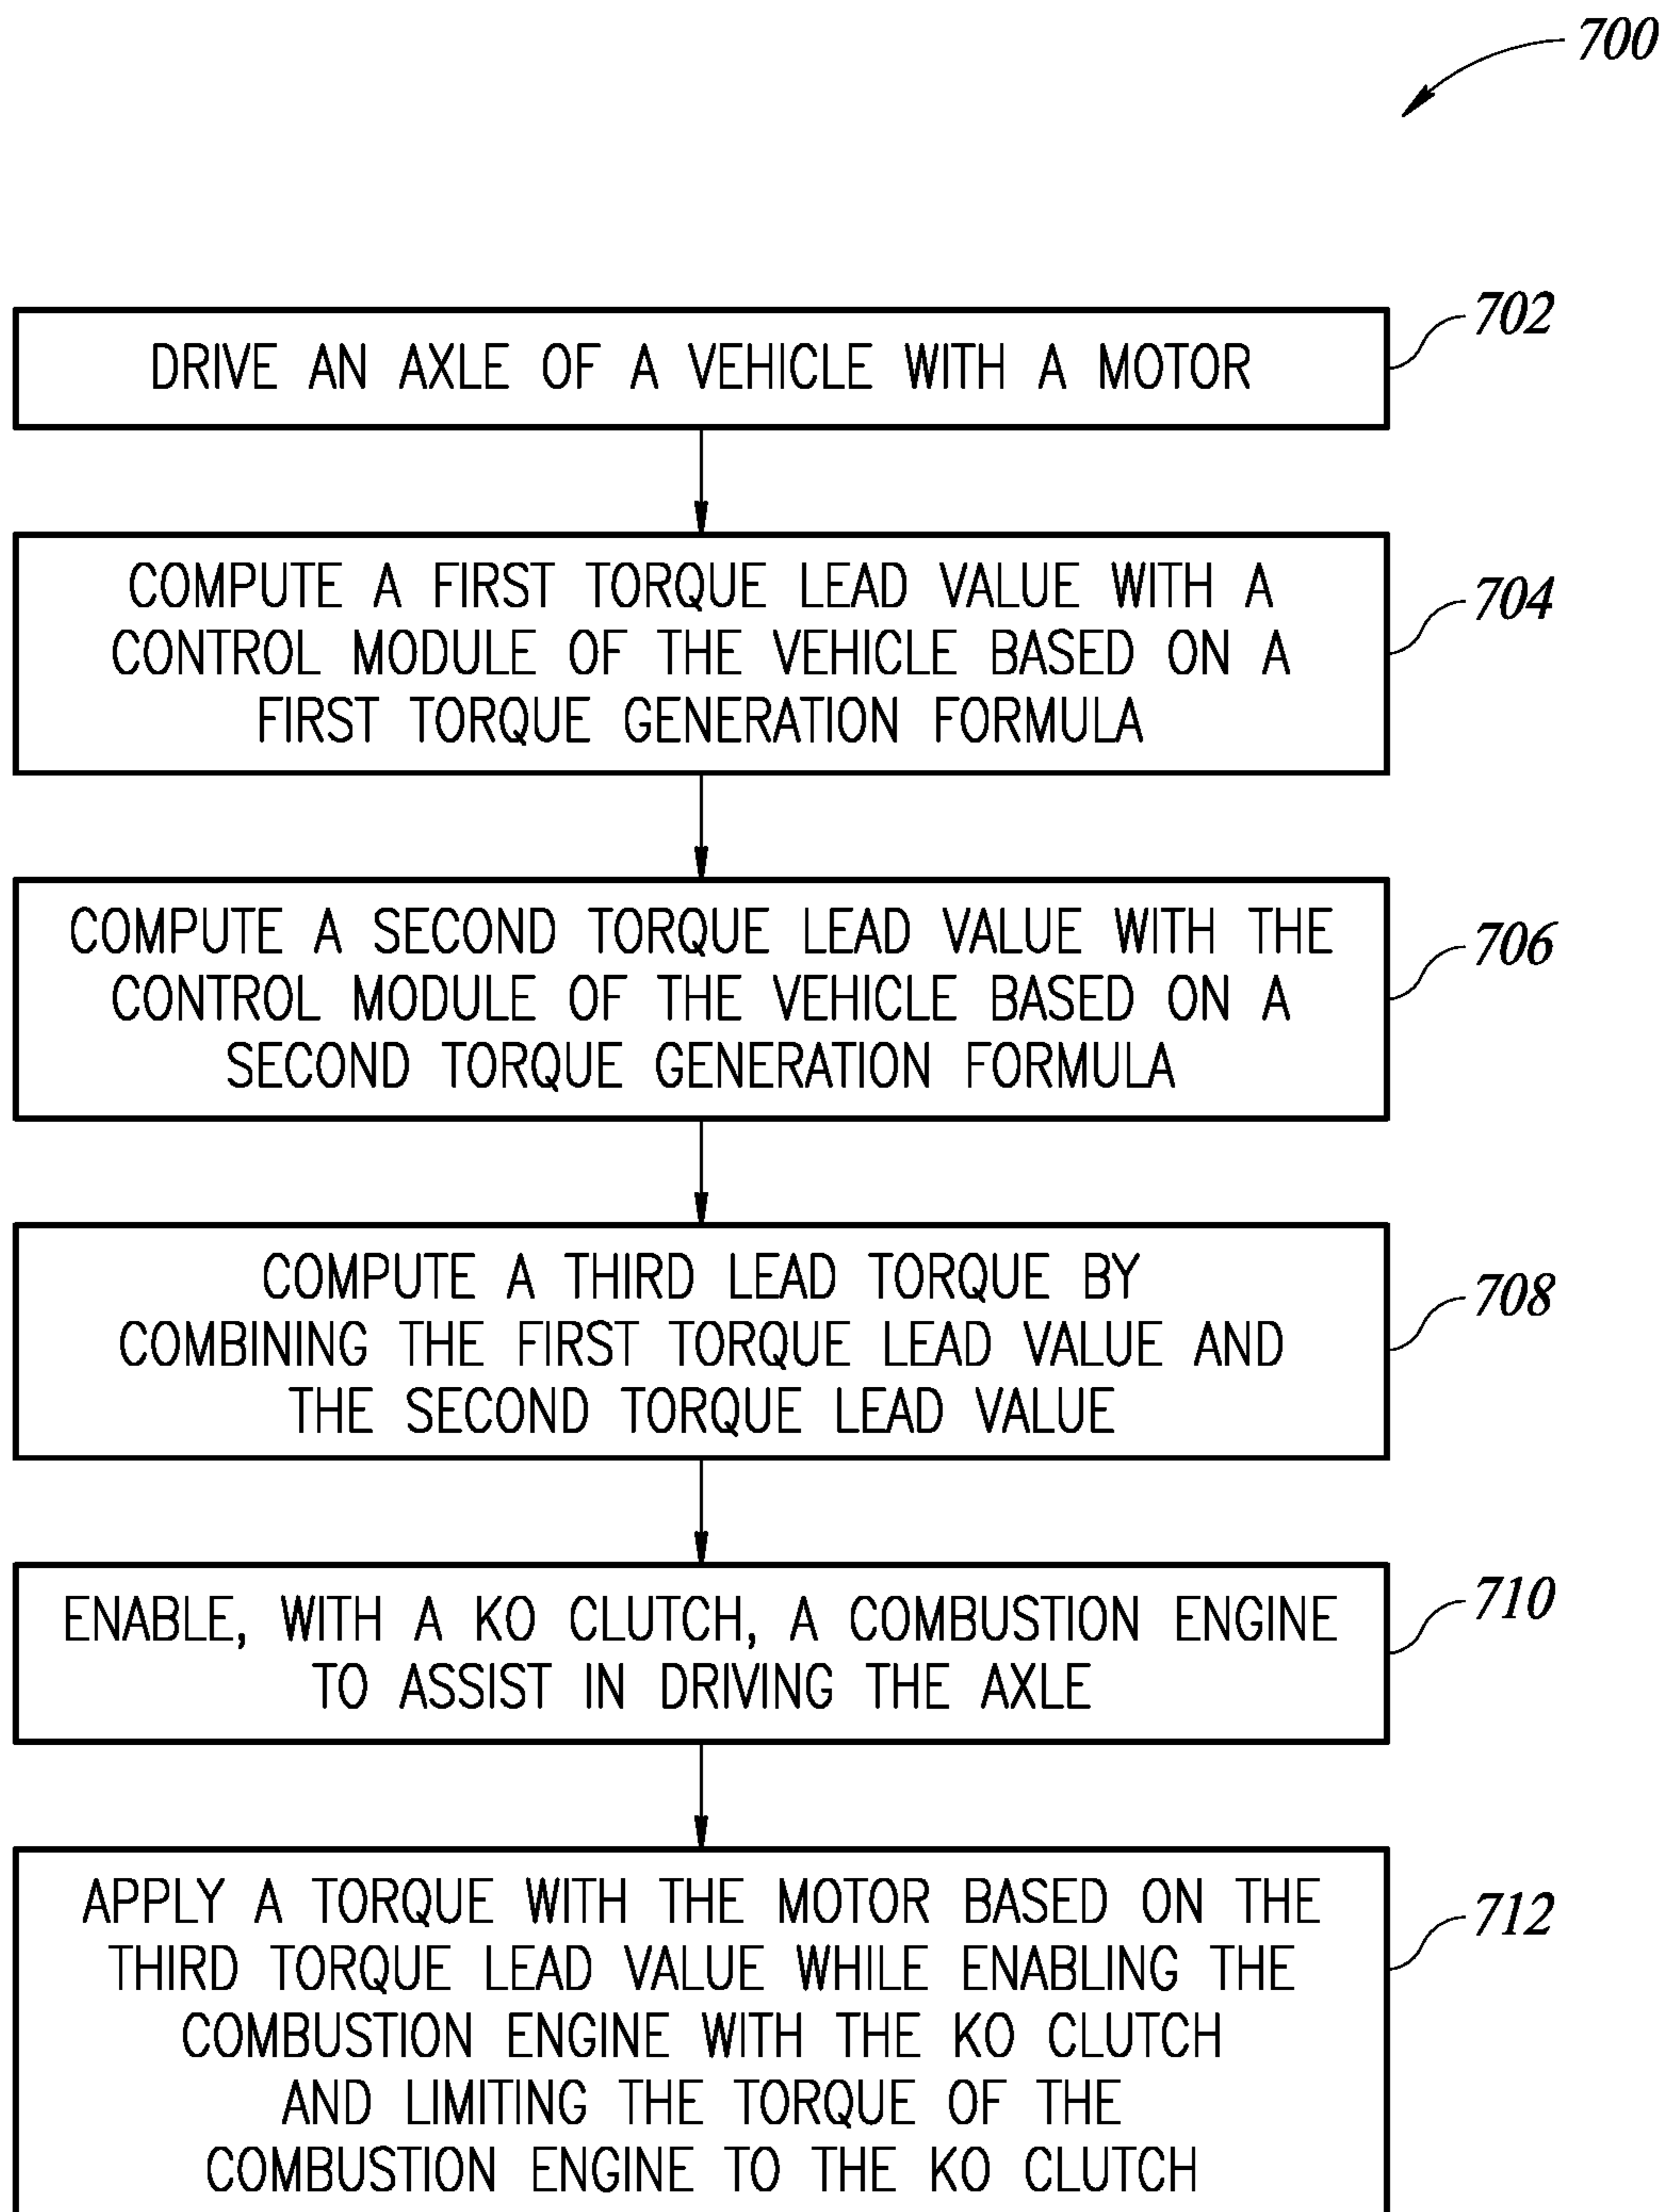 700
DRIVE AN AXLE OF A VEHICLE WITH A MOTOR
702
COMPUTE A FIRST TORQUE LEAD VALUE WITH A
CONTROL MODULE OF THE VEHICLE BASED ON A
FIRST TORQUE GENERATION FORMULA
704
COMPUTE A SECOND TORQUE LEAD VALUE WITH THE
CONTROL MODULE OF THE VEHICLE BASED ON A
SECOND TORQUE GENERATION FORMULA
706
COMPUTE A THIRD LEAD TORQUE BY
COMBINING THE FIRST TORQUE LEAD VALUE AND
THE SECOND TORQUE LEAD VALUE
708
ENABLE, WITH A KO CLUTCH, A COMBUSTION ENGINE
TO ASSIST IN DRIVING THE AXLE
710
APPLY A TORQUE WITH THE MOTOR BASED ON THE
THIRD TORQUE LEAD VALUE WHILE ENABLING THE
COMBUSTION ENGINE WITH THE KO CLUTCH
AND LIMITING THE TORQUE OF THE
COMBUSTION ENGINE TO THE KO CLUTCH
712